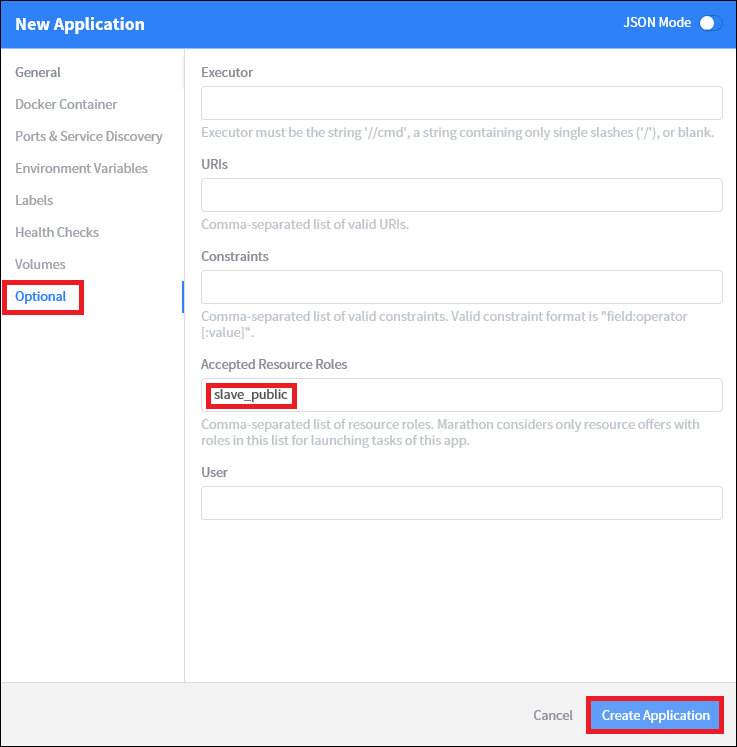 New Application
JSON Mode
General
Docker Container
Ports & Service Discovery
Environment Variables
Labels
Health Checks
Volumes
Optional
Executor
Executor must be the string '//cmd', a string containing only single slashes ('/'), or blank.
URIs
Comma-separated list of valid URIs.
Constraints
Comma-separated list of valid constraints. Valid constraint format is "field:operator
[:value]".
Accepted Resource Roles
slave_public
Comma-separated list of resource roles. Marathon considers only resource offers with
roles in this list for launching tasks of this app.
User
Cancel
Create Application